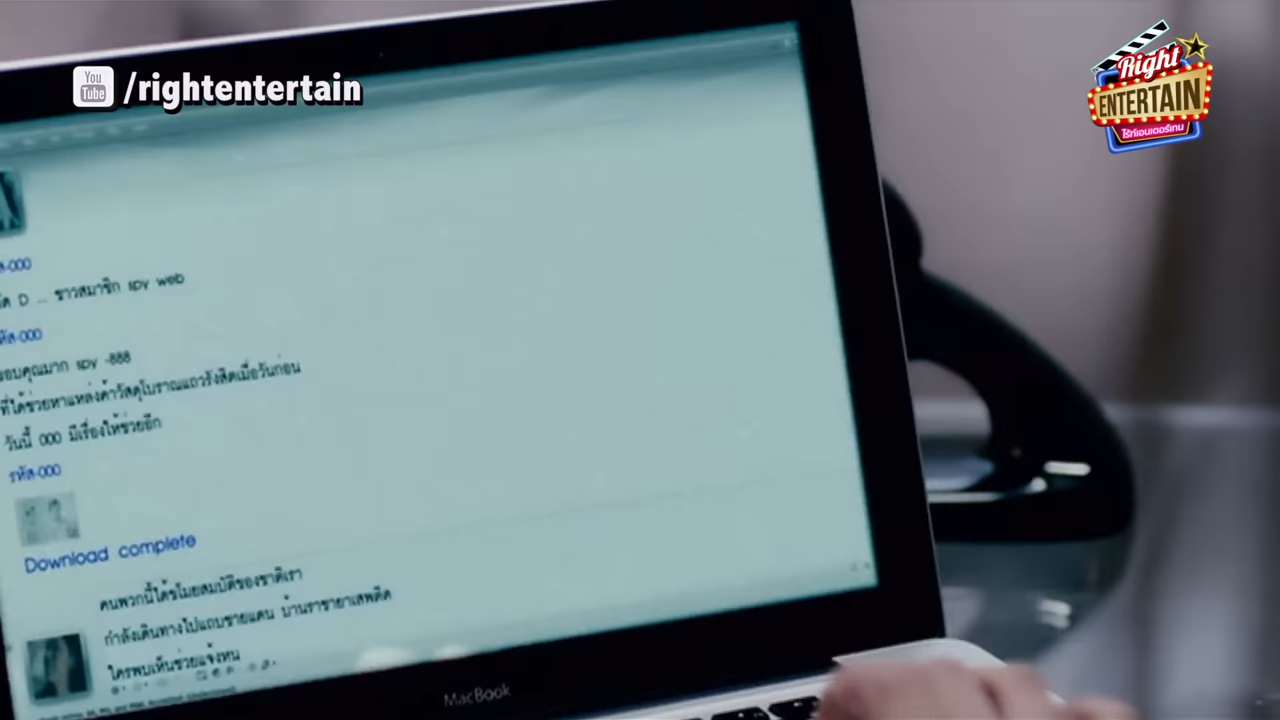 You Tube /rightentertain
Right
ENTERTAIN
ไร้ท์เอนเตอร์เทน
ส-000
D ... ชาวสมาชิก spy web
หัส-000
ขอบคุณมาก spy -888
ที่ได้ช่วยหาแหล่งค้าวัสดุโบราณแถวรังสิตเมื่อวันก่อน
วันนี้ 000 มีเรื่องให้ช่วยอีก
รหัส-000
Download complete
คนพวกนี้ได้ขโมยสมบัติของชาติเรา
กำลังเดินทางไปแถบชายแดน บ้านราชายาเสพติด
ใครพบเห็นช่วยแจ้งหน
MacBook